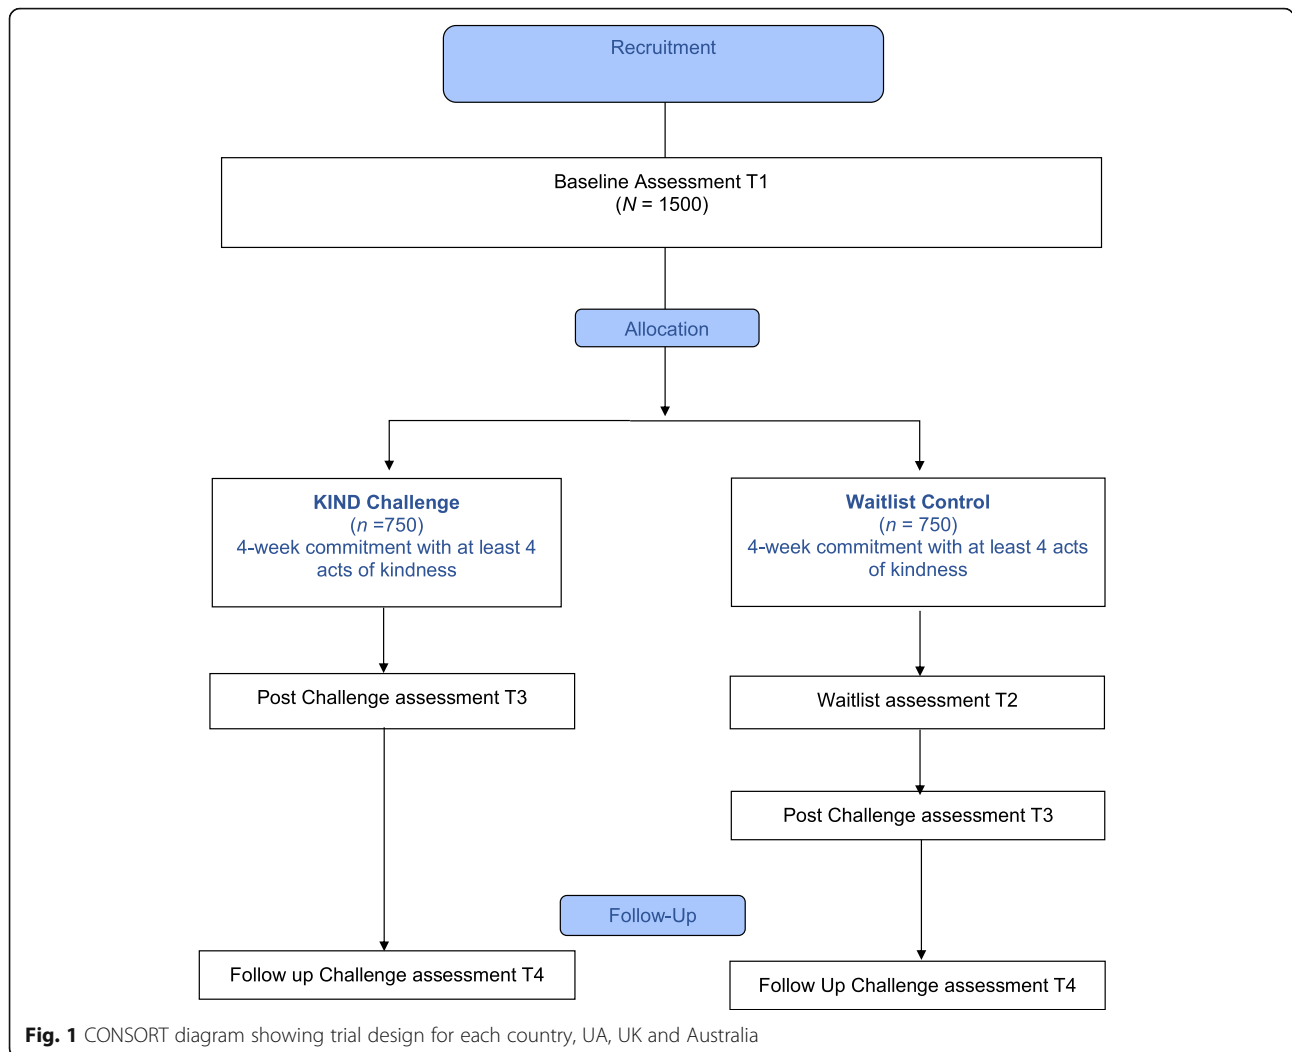 Recruitment
Baseline Assessment T1
(N = 1500)
Allocation
KIND Challenge
(n =750)
4-week commitment with at least 4
acts of kindness
Waitlist Control
(n = 750)
4-week commitment with at least 4 acts
of kindness
Post Challenge assessment T3
Waitlist assessment T2
Post Challenge assessment T3
Follow-Up
Follow up Challenge assessment T4
Follow Up Challenge assessment T4
Fig. 1 CONSORT diagram showing trial design for each country, UA, UK and Australia